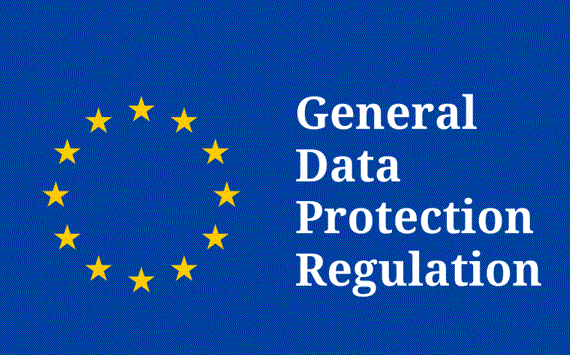 General
Data
Protection
Regulation